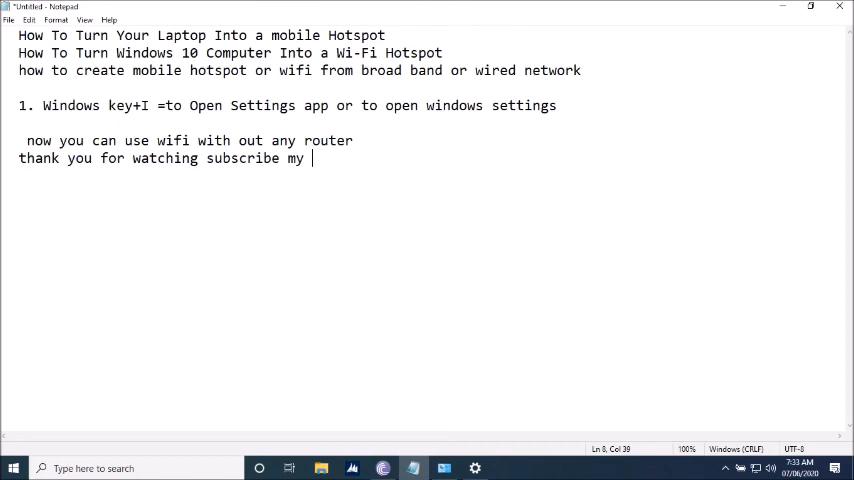 *Untitled - Notepad
File Edit Format View Help
How To Turn Your Laptop Into a mobile Hotspot
How To Turn Windows 10 Computer Into a Wi-Fi Hotspot
how to create mobile hotspot or wifi from broad band or wired network
1. Windows key+I =to Open Settings app or to open windows settings
now you can use wifi with out any router
thank you for watching subscribe my
Ln 8, Col 39 100% Windows (CRLF) UTF-8
Type here to search
7:33 AM
07/06/2020